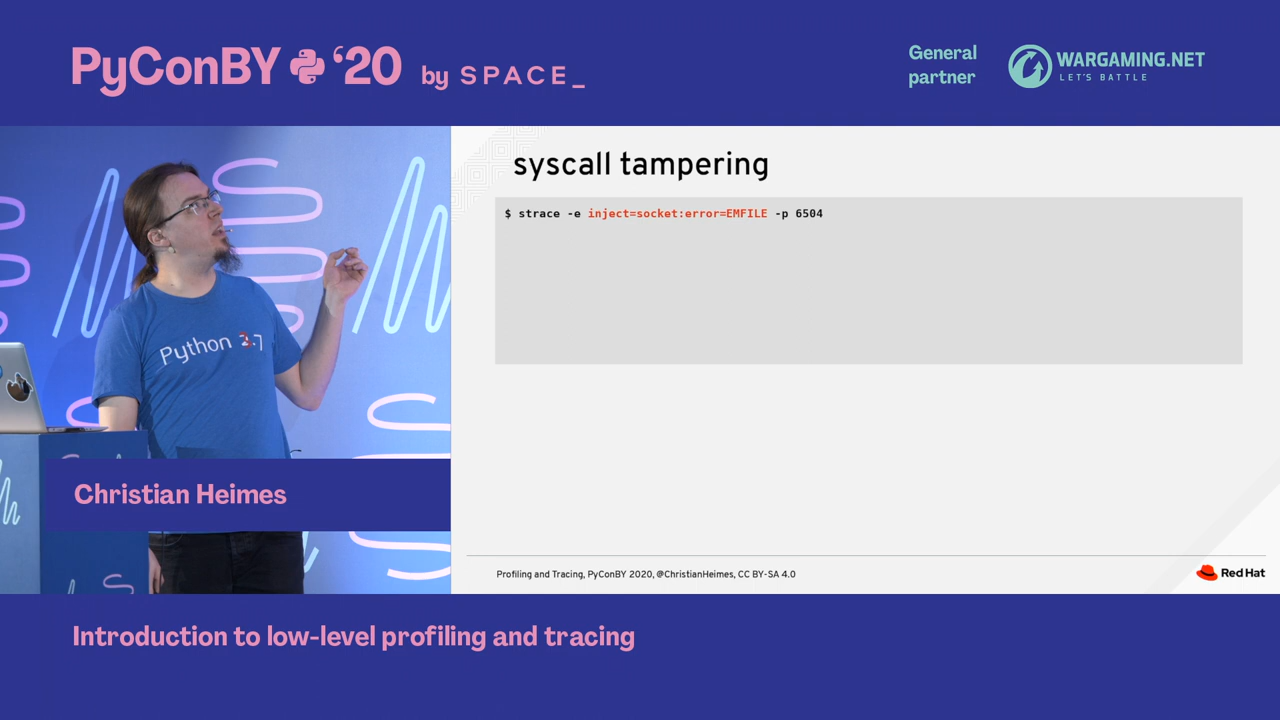 PyConBY '20 by SPACE_
General
partner
WARGAMING.NET
LET'S BATTLE
syscall tampering
$ strace -e inject=socket:error=EMFILE -p 6504
Python 3.7
Christian Heimes
Profiling and Tracing, PyConBY 2020, @ChristianHeimes, CC BY-SA 4.0
Red Hat
Introduction to low-level profiling and tracing